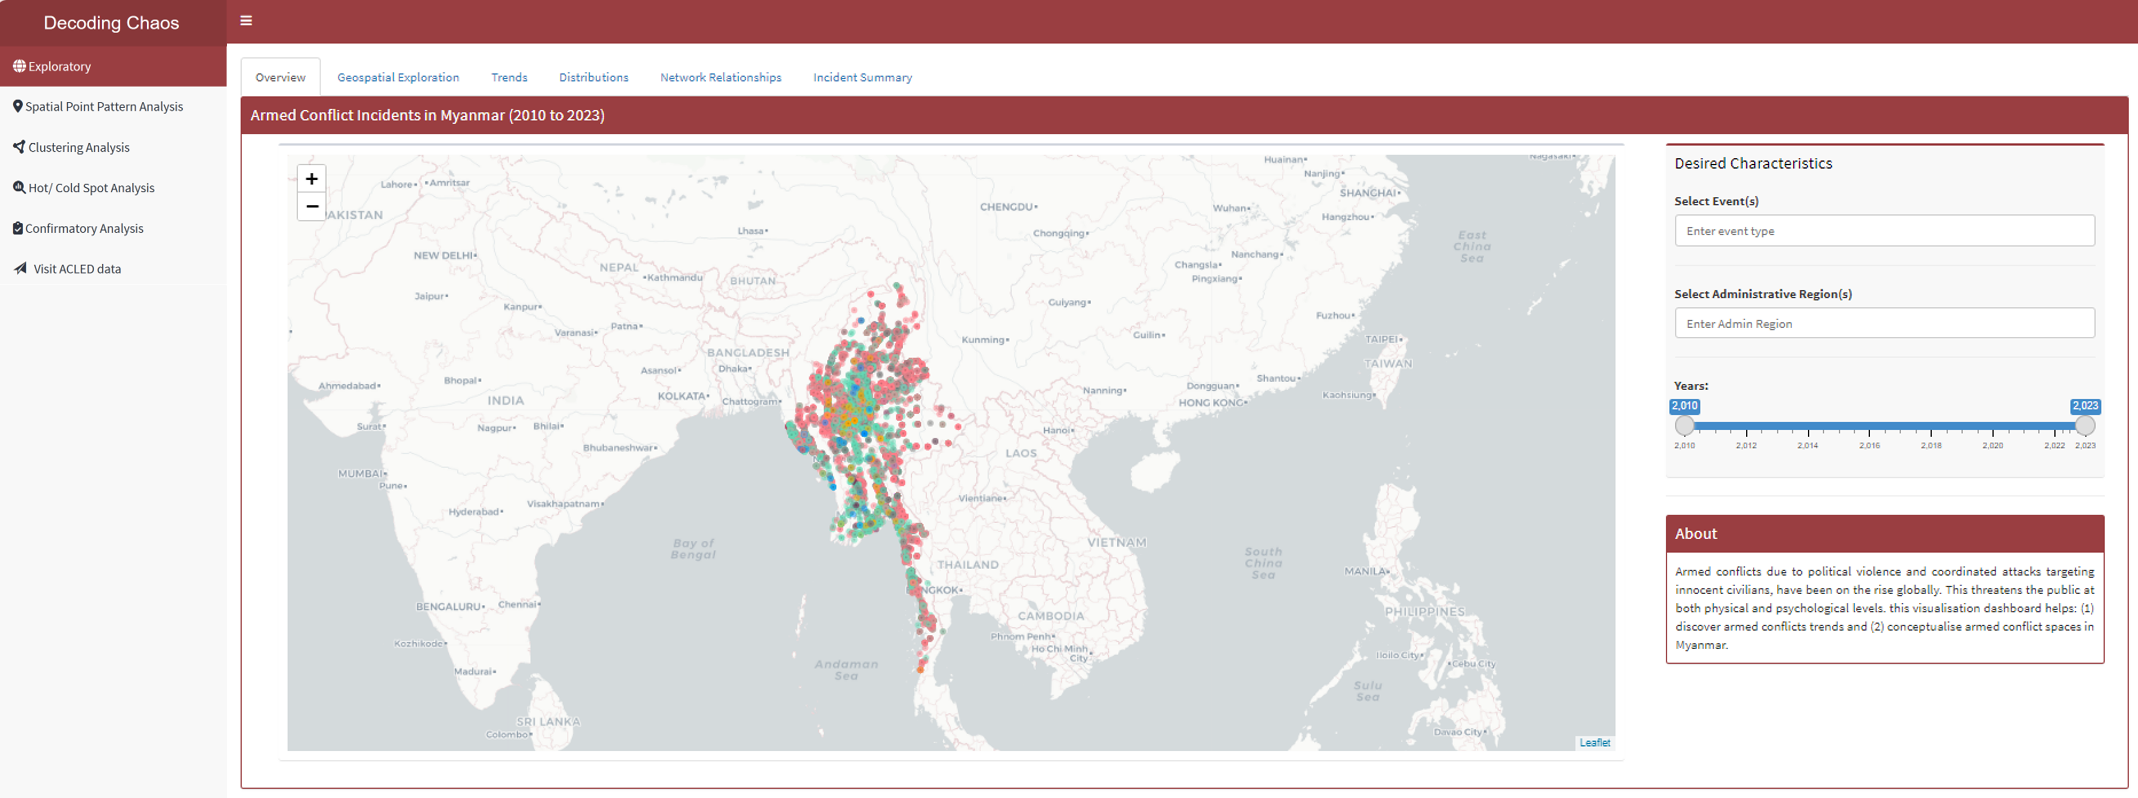 Decoding Chaos
Exploratory
Spatial Point Pattern Analysis
Clustering Analysis
Hot/ Cold Spot Analysis
Confirmatory Analysis
Visit ACLED data
Overview
Geospatial Exploration
Trends
Distributions
Network Relationships
Incident Summary
Armed Conflict Incidents in Myanmar (2010 to 2023)
+
−
Lahore
Amritsar
AKISTAN
NEW DELHI
NEPAL
Kathmandu
BHUTAN
Lhasa
Jaipur
Kanpur
Varanasi
Patna
BANGLADESH
Dhaka
Asansol
Ahmedabad
Bhopal
INDIA
KOLKATA
Chattogram
Surat
Nagpur
Bhilai
Bhubaneshwar
MUMBAI
Pune
Hyderabad
Visakhapatnam
Bay of
Bengal
BENGALURU
Chennai
Kozhikode
Madurai
SRI LANKA
Colombo
Andaman
Sea
CHENGDU
Chongqing
Huainan
Nanjing
SHANGHAI
Wuhan
Hangzhou
Nanchang
Changsha
Pingxiang
Guiyang
Fuzhou
Guilin
Kunming
TAIPEI
TAIWAN
Kaohsiung
Shantou
Dongguan
HONG KONG
Nanning
Hanoi
LAOS
Vientiane
VIETNAM
THAILAND
NGKOK
CAMBODIA
Phnom Penh
Ho Chi Minh
City
East
China
Sea
South
China
Sea
MANILA
PHILIPPINES
Iloilo City
Cebu City
Sulu
Sea
Davao City
Nagasaki
Leaflet
Desired Characteristics
Select Event(s)
Enter event type
Select Administrative Region(s)
Enter Admin Region
Years:
2,010
2,023
2,010 2,012 2,014 2,016 2,018 2,020 2,022 2,023
About
Armed conflicts due to political violence and coordinated attacks targeting
innocent civilians, have been on the rise globally. This threatens the public at
both physical and psychological levels. this visualisation dashboard helps: (1)
discover armed conflicts trends and (2) conceptualise armed conflict spaces in
Myanmar.